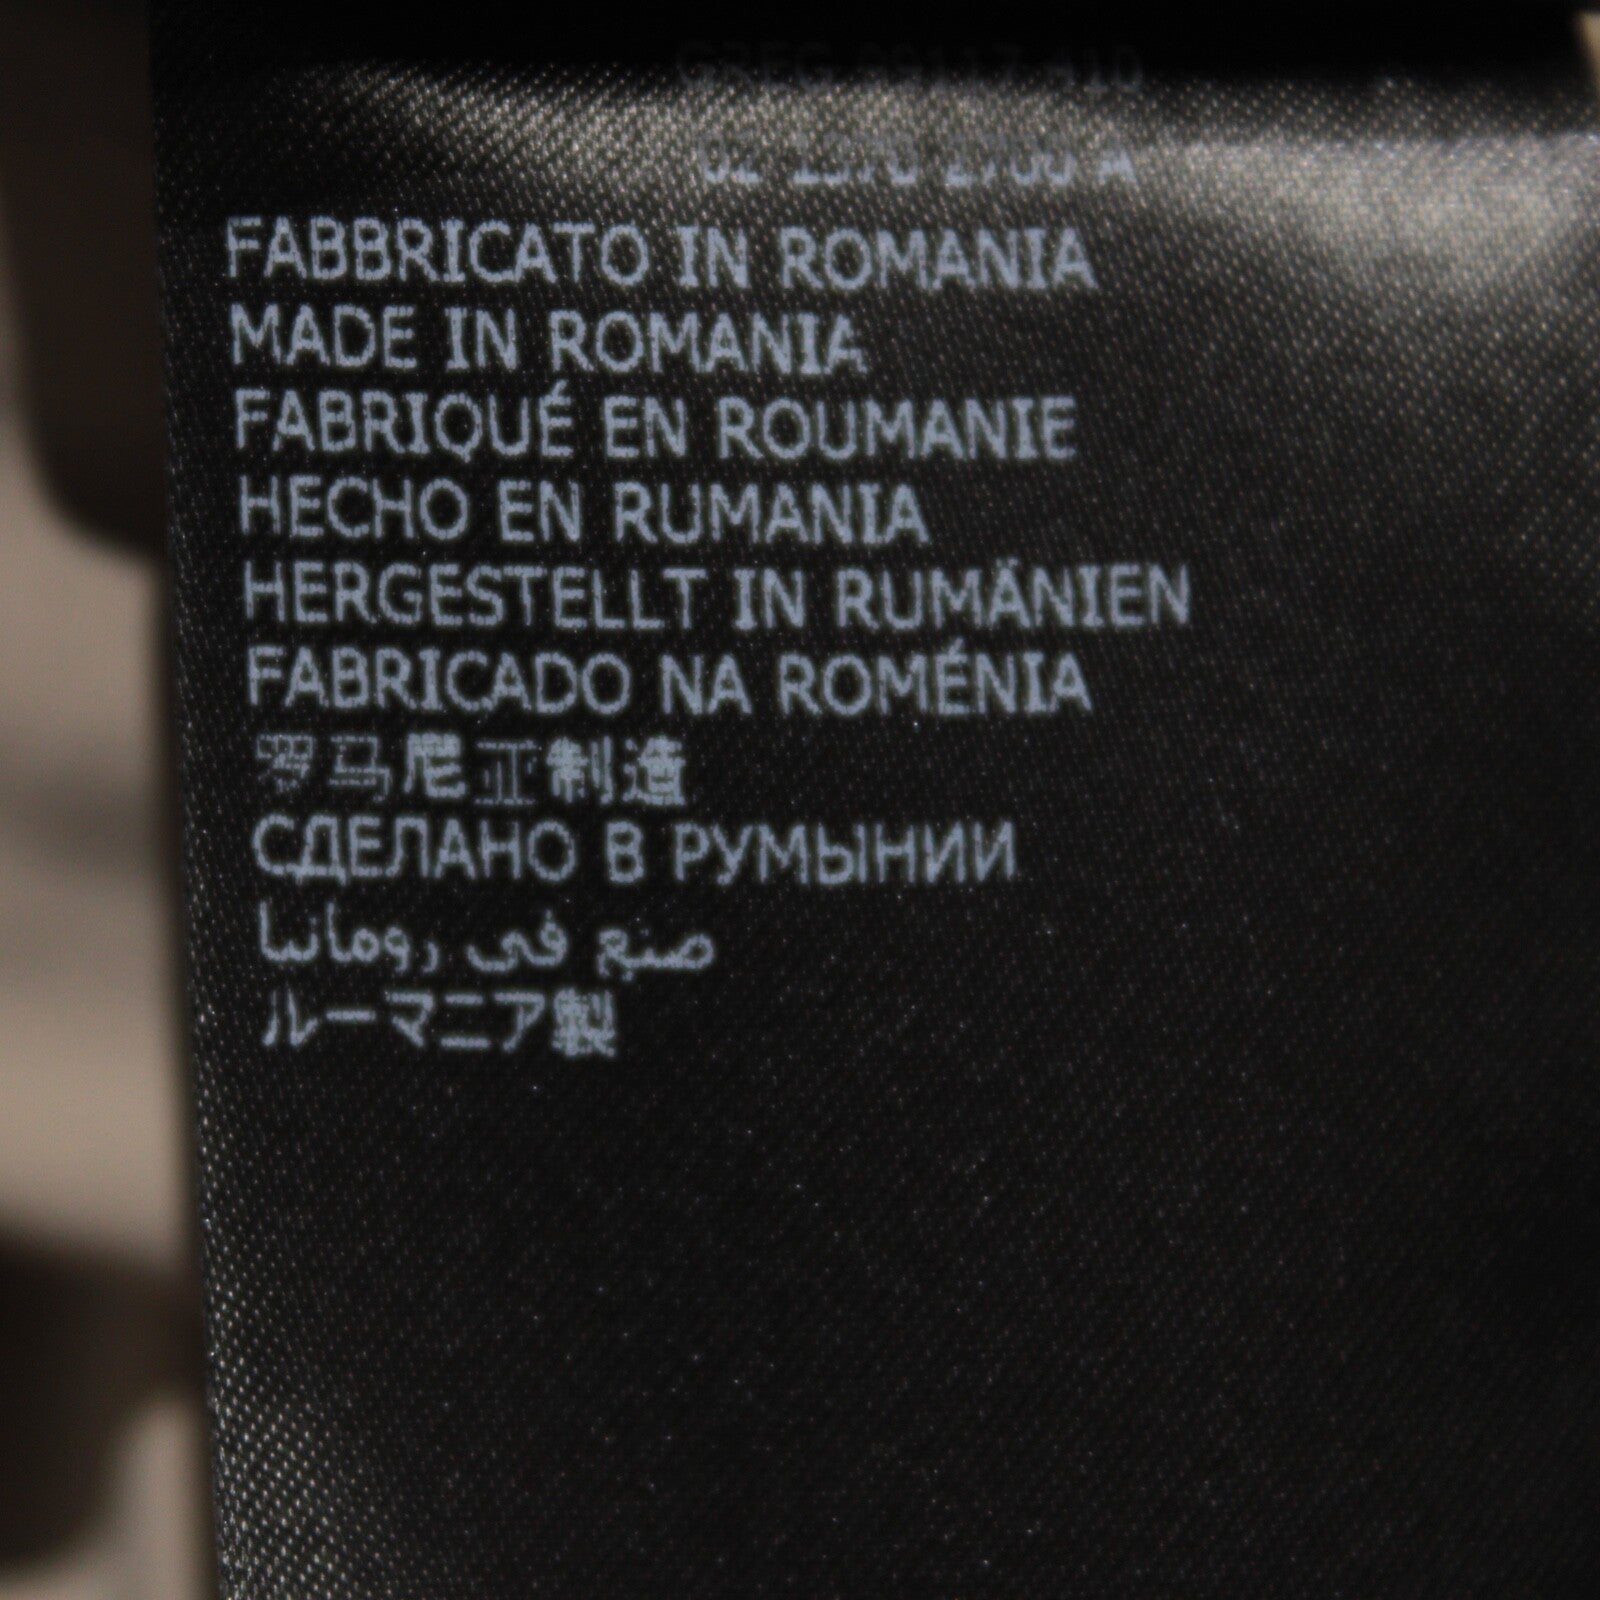 FABBRICATO IN ROMANIA
MADE IN ROMANIA
FABRIQUÉ EN ROUMANIE
HECHO EN RUMANIA
HERGESTELLT IN RUMÄNIEN
FABRICADO NA ROMÉNIA
罗马尼亚制造
СДЕЛАНО В РУМЫНИИ
صنع فى رومانيا
ルーマニア製